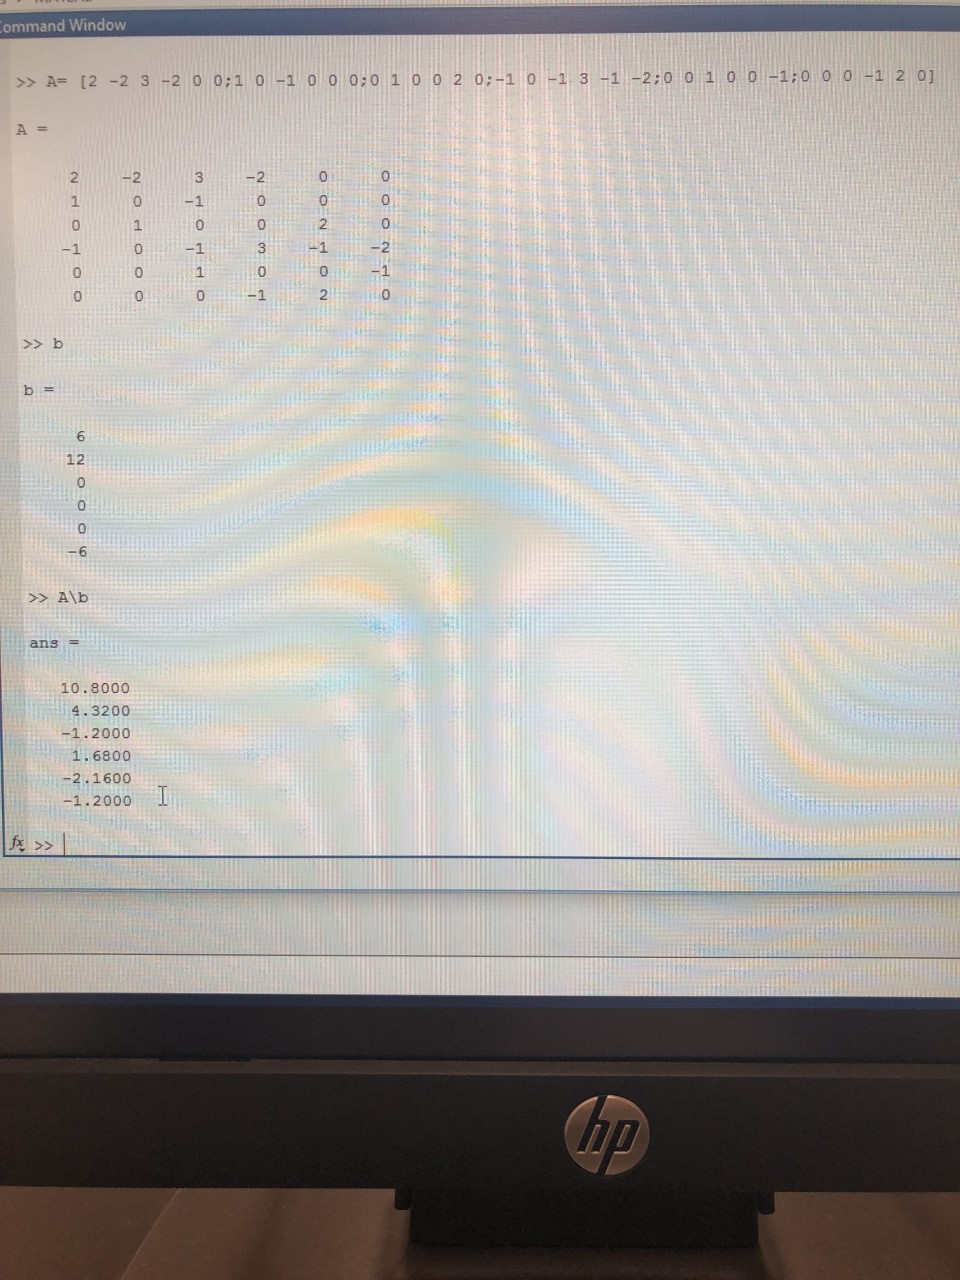 Command Window
>> A= [2 -2 3 -2 0 0;1 0 -1 0 0 0;0 1 0 0 2 0;-1 0 -1 3 -1 -2;0 0 1 0 0 -1;0 0 0 -1 2 0]
A =
2 -2 3 -2 0 0
1 0 -1 0 0 0
0 1 0 0 2 0
-1 0 -1 3 -1 -2
0 0 1 0 0 -1
0 0 0 -1 2 0
>> b
b =
6
12
0
0
0
-6
>> A\b
ans =
10.8000
4.3200
-1.2000
1.6800
-2.1600
-1.2000
fx >>
hp